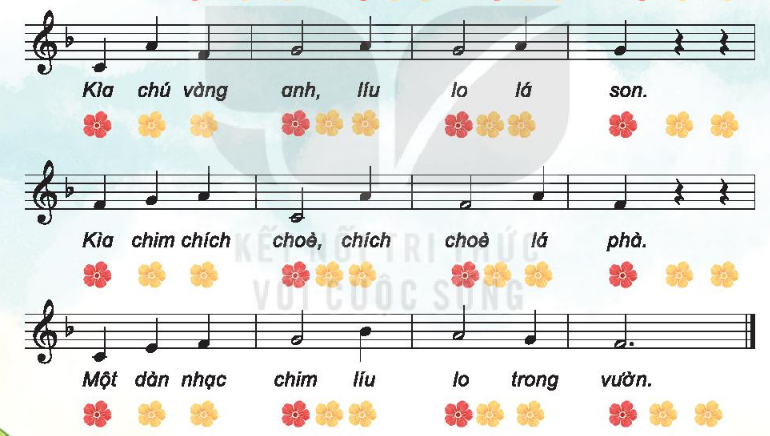 Kìa chú vàng anh, líu lo lá son.
Kìa chim chích choè, chích choè lá phà.
KẾT NỐI TRI THỨC
VỚI CUỘC SỐNG
Một dàn nhạc chim líu lo trong vườn.